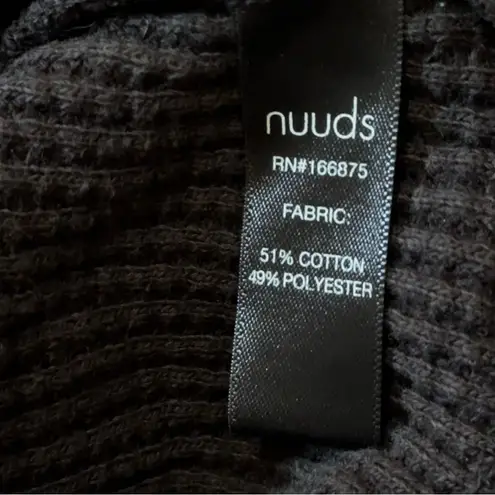 nuuds
RN#166875
FABRIC:
51% COTTON
49% POLYESTER